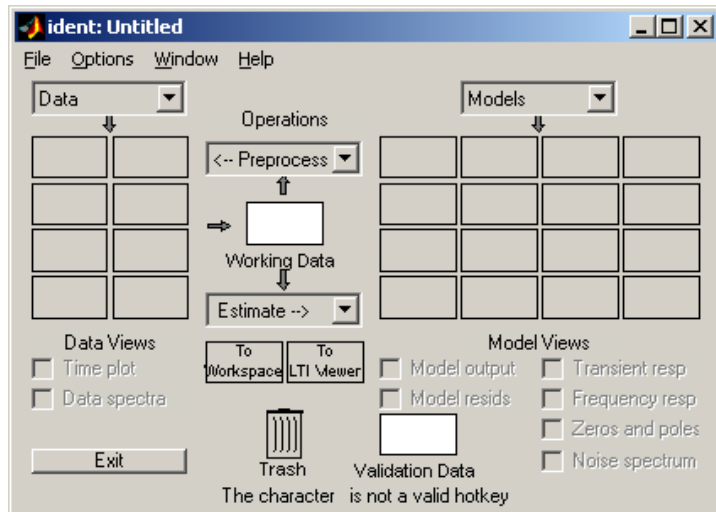 ident: Untitled
File Options Window Help
Data
Operations
Models
<-- Preprocess
Working Data
Estimate -->
Data Views
Time plot
Data spectra
To Workspace
To LTI Viewer
Model Views
Model output
Model resids
Transient resp
Frequency resp
Zeros and poles
Noise spectrum
Exit
Trash
Validation Data
The character is not a valid hotkey